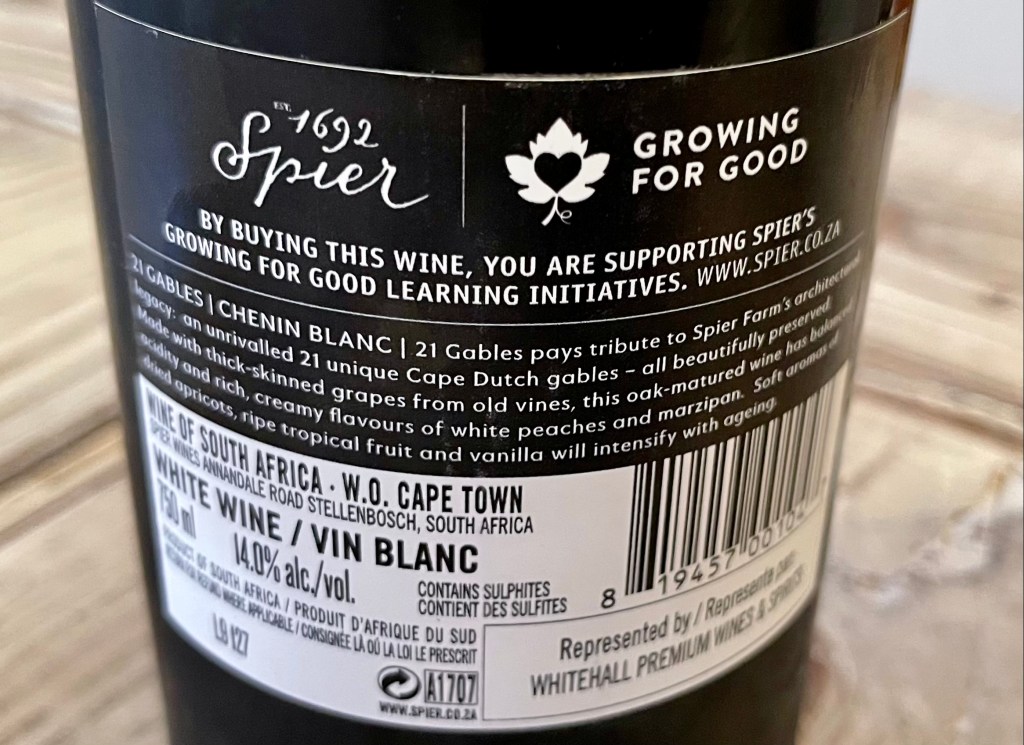 EST. 1692
Spier
GROWING
FOR GOOD
BY BUYING THIS WINE, YOU ARE SUPPORTING SPIER'S
GROWING FOR GOOD LEARNING INITIATIVES. WWW.SPIER.CO.ZA
21 GABLES | CHENIN BLANC | 21 Gables pays tribute to Spier Farm's architectural
legacy: an unrivalled 21 unique Cape Dutch gables – all beautifully preserved.
Made with thick-skinned grapes from old vines, this oak-matured wine has balanced
acidity and rich, creamy flavours of white peaches and marzipan. Soft aromas of
dried apricots, ripe tropical fruit and vanilla will intensify with ageing.
WINE OF SOUTH AFRICA · W.O. CAPE TOWN
SPIER WINES ANNANDALE ROAD STELLENBOSCH, SOUTH AFRICA
WHITE WINE / VIN BLANC
750 ml
14.0% alc./vol.
CONTAINS SULPHITES
CONTIENT DES SULFITES
PRODUCT OF SOUTH AFRICA / PRODUIT D'AFRIQUE DU SUD
REFUND WHERE APPLICABLE / CONSIGNÉE LÀ OÙ LA LOI LE PRESCRIT
L8127
A1707
WWW.SPIER.CO.ZA
8 19457 001
Represented by / Représenté par:
WHITEHALL PREMIUM WINES & SPIRITS